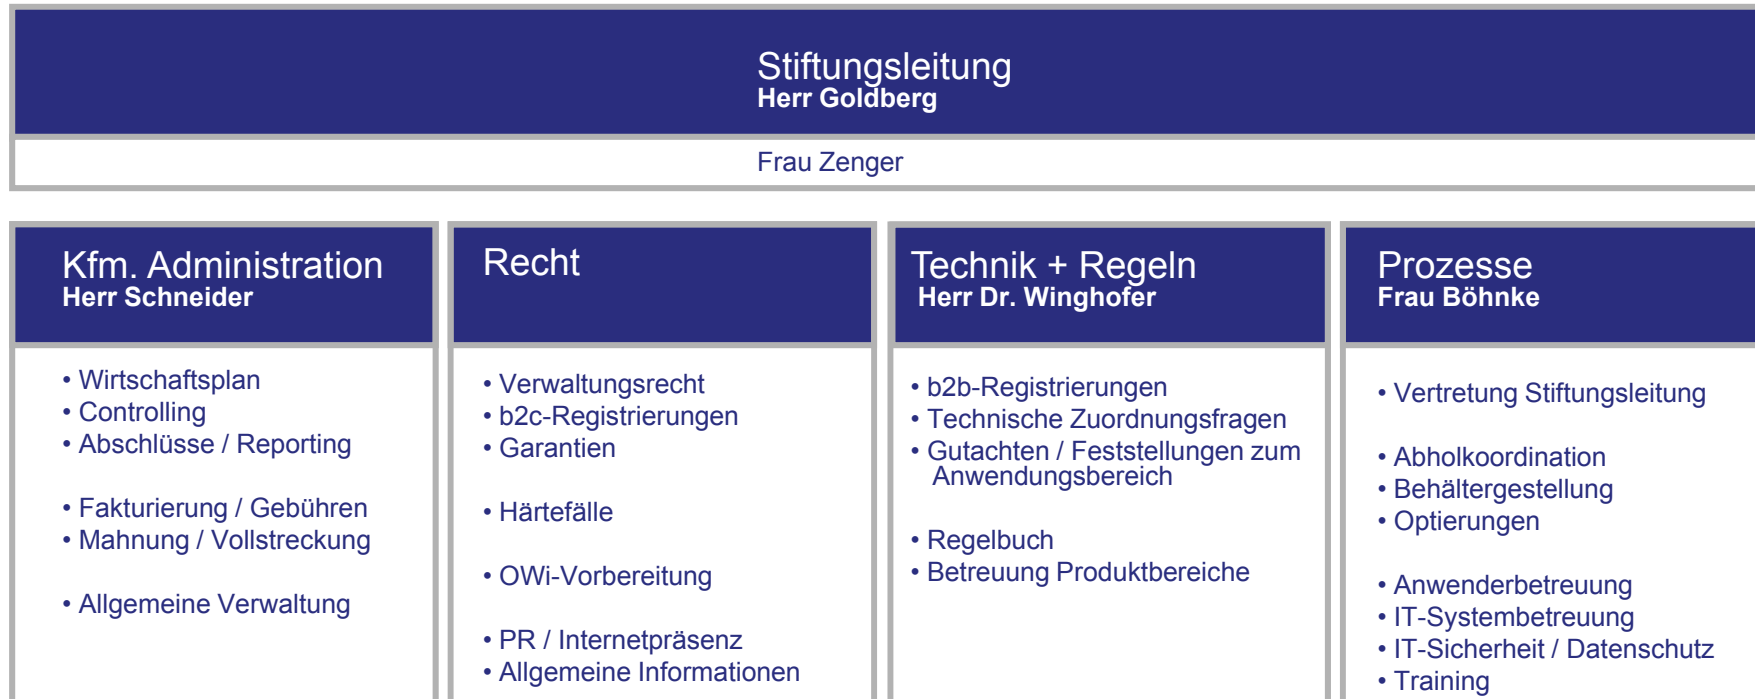 Stiftungsleitung
Herr Goldberg
Frau Zenger
Kfm. Administration
Herr Schneider
• Wirtschaftsplan
• Controlling
• Abschlüsse / Reporting
• Fakturierung / Gebühren
• Mahnung / Vollstreckung
• Allgemeine Verwaltung
Recht
• Verwaltungsrecht
• b2c-Registrierungen
• Garantien
• Härtefälle
• OWi-Vorbereitung
• PR / Internetpräsenz
• Allgemeine Informationen
Technik + Regeln
Herr Dr. Winghofer
• b2b-Registrierungen
• Technische Zuordnungsfragen
• Gutachten / Feststellungen zum
Anwendungsbereich
• Regelbuch
• Betreuung Produktbereiche
Prozesse
Frau Böhnke
• Vertretung Stiftungsleitung
• Abholkoordination
• Behältergestellung
• Optierungen
• Anwenderbetreuung
• IT-Systembetreuung
• IT-Sicherheit / Datenschutz
• Training